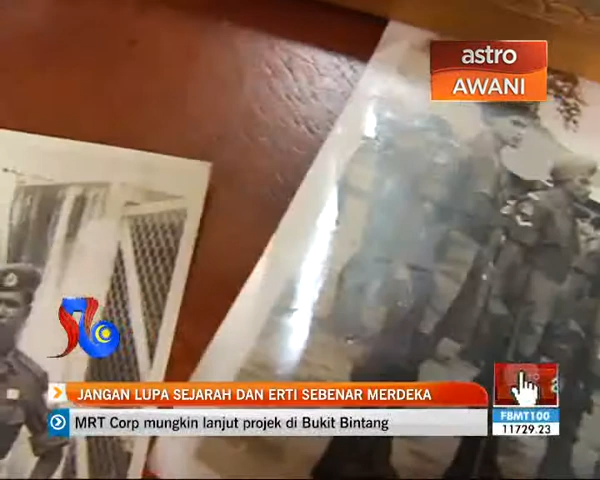 astro
AWANI
56
JANGAN LUPA SEJARAH DAN ERTI SEBENAR MERDEKA
MRT Corp mungkin lanjut projek di Bukit Bintang
FBMT100
11729.23